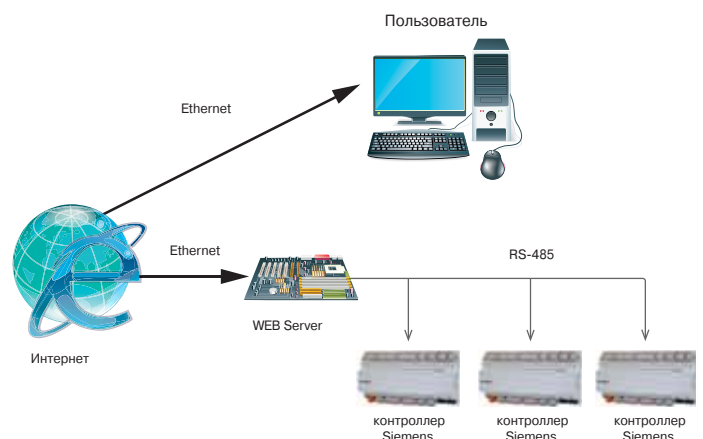 Пользователь
Ethernet
Ethernet
RS-485
WEB Server
Интернет
контроллер
Siemens
контроллер
Siemens
контроллер
Siemens